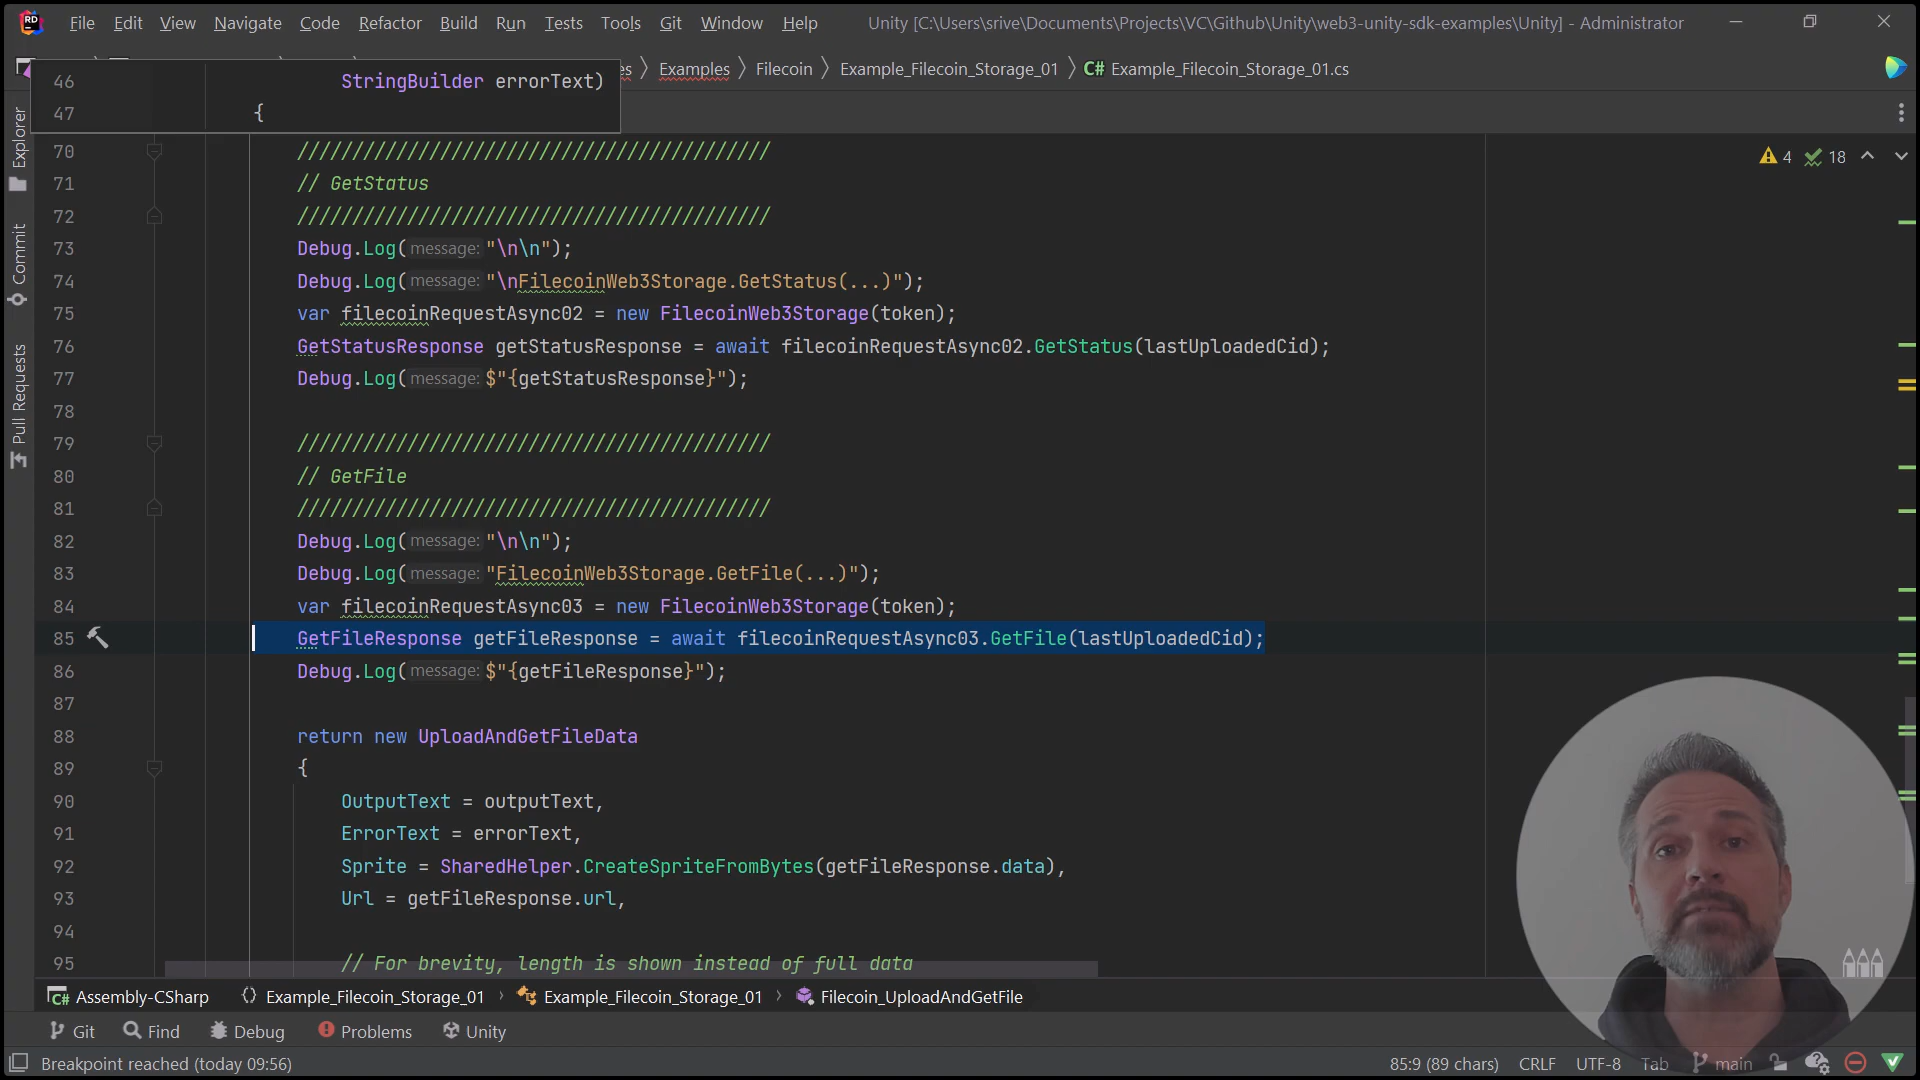 RD File Edit View Navigate Code Refactor Build Run Tests Tools Git Window Help Unity [C:\Users\srive\Documents\Projects\VC\Github\Unity\web3-unity-sdk-examples\Unity] - Administrator
es 〉 Examples 〉 Filecoin 〉 Example_Filecoin_Storage_01 〉 C# Example_Filecoin_Storage_01.cs
46 StringBuilder errorText)
47 {
Explorer
Commit
Pull Requests
4 18
70 ///////////////////////////////////////////
71 // GetStatus
72 ///////////////////////////////////////////
73 Debug.Log(message: "\n\n");
74 Debug.Log(message: "\nFilecoinWeb3Storage.GetStatus(...)");
75 var filecoinRequestAsync02 = new FilecoinWeb3Storage(token);
76 GetStatusResponse getStatusResponse = await filecoinRequestAsync02.GetStatus(lastUploadedCid);
77 Debug.Log(message: $"{getStatusResponse}");
78
79 ///////////////////////////////////////////
80 // GetFile
81 ///////////////////////////////////////////
82 Debug.Log(message: "\n\n");
83 Debug.Log(message: "FilecoinWeb3Storage.GetFile(...)");
84 var filecoinRequestAsync03 = new FilecoinWeb3Storage(token);
85 GetFileResponse getFileResponse = await filecoinRequestAsync03.GetFile(lastUploadedCid);
86 Debug.Log(message: $"{getFileResponse}");
87
88 return new UploadAndGetFileData
89 {
90 OutputText = outputText,
91 ErrorText = errorText,
92 Sprite = SharedHelper.CreateSpriteFromBytes(getFileResponse.data),
93 Url = getFileResponse.url,
94
95 // For brevity, length is shown instead of full data
C# Assembly-CSharp {} Example_Filecoin_Storage_01 › Example_Filecoin_Storage_01 › Filecoin_UploadAndGetFile
Git Find Debug Problems Unity
Breakpoint reached (today 09:56) 85:9 (89 chars) CRLF UTF-8 Tab main